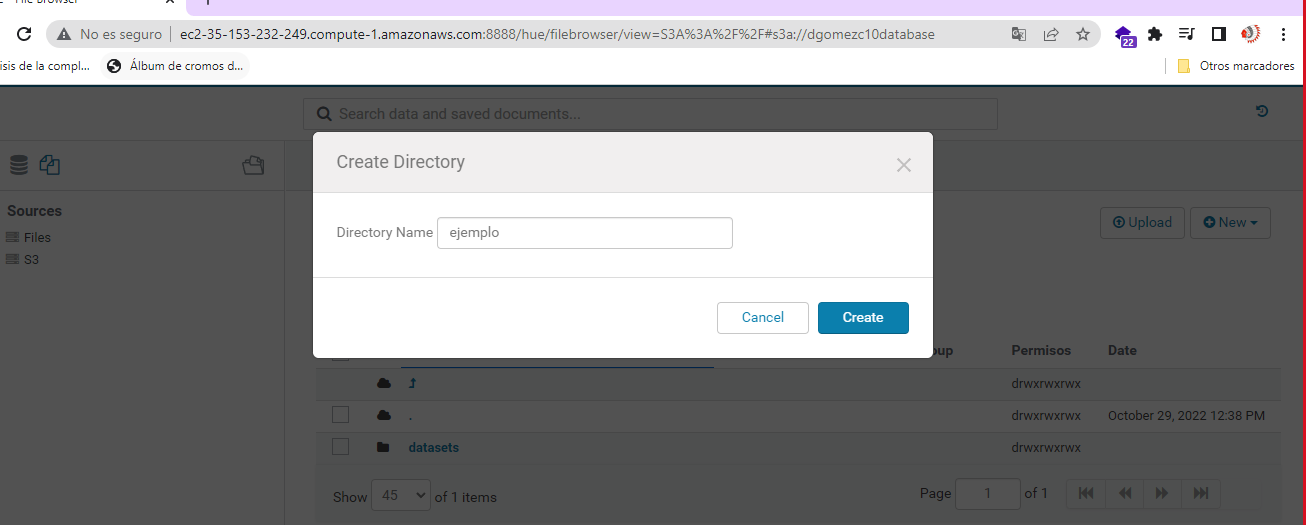 No es seguro | ec2-35-153-232-249.compute-1.amazonaws.com:8888/hue/filebrowser/view=S3A%3A%2F%2F#s3a://dgomezc10database
22
isis de la compl... Álbum de cromos d... Otros marcadores
Search data and saved documents...
Create Directory
Sources
Directory Name ejemplo
Upload New
Files
S3
Cancel Create
oup Permisos Date
drwxrwxrwx
. drwxrwxrwx October 29, 2022 12:38 PM
datasets drwxrwxrwx
Show 45 of 1 items Page 1 of 1